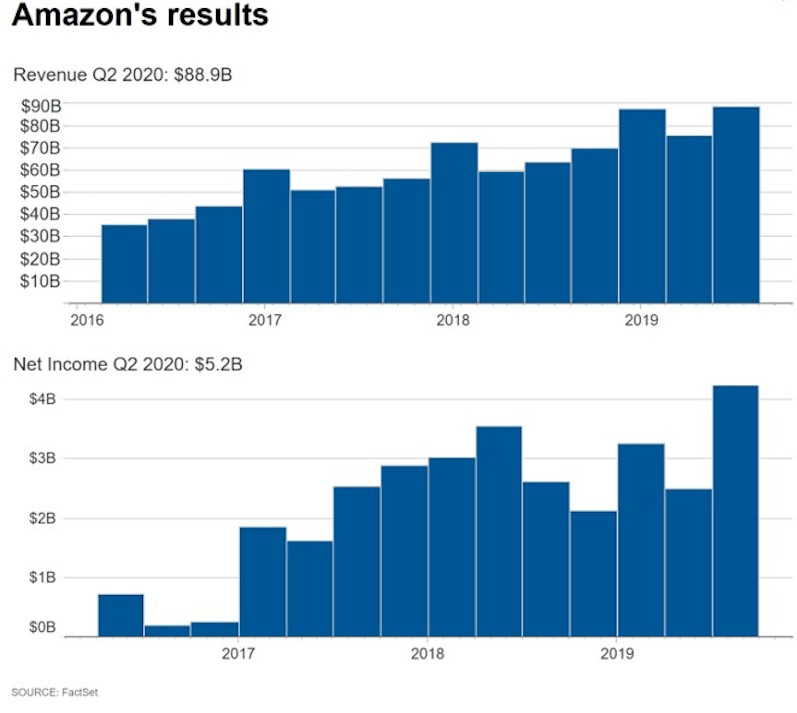 Amazon's results
Revenue Q2 2020: $88.9B
$90B
$80B
$70B
$60B
$50B
$40B
$30B
$20B
$10B
2016 2017 2018 2019
Net Income Q2 2020: $5.2B
$4B
$3B
$2B
$1B
$0B
2017 2018 2019
SOURCE: FactSet